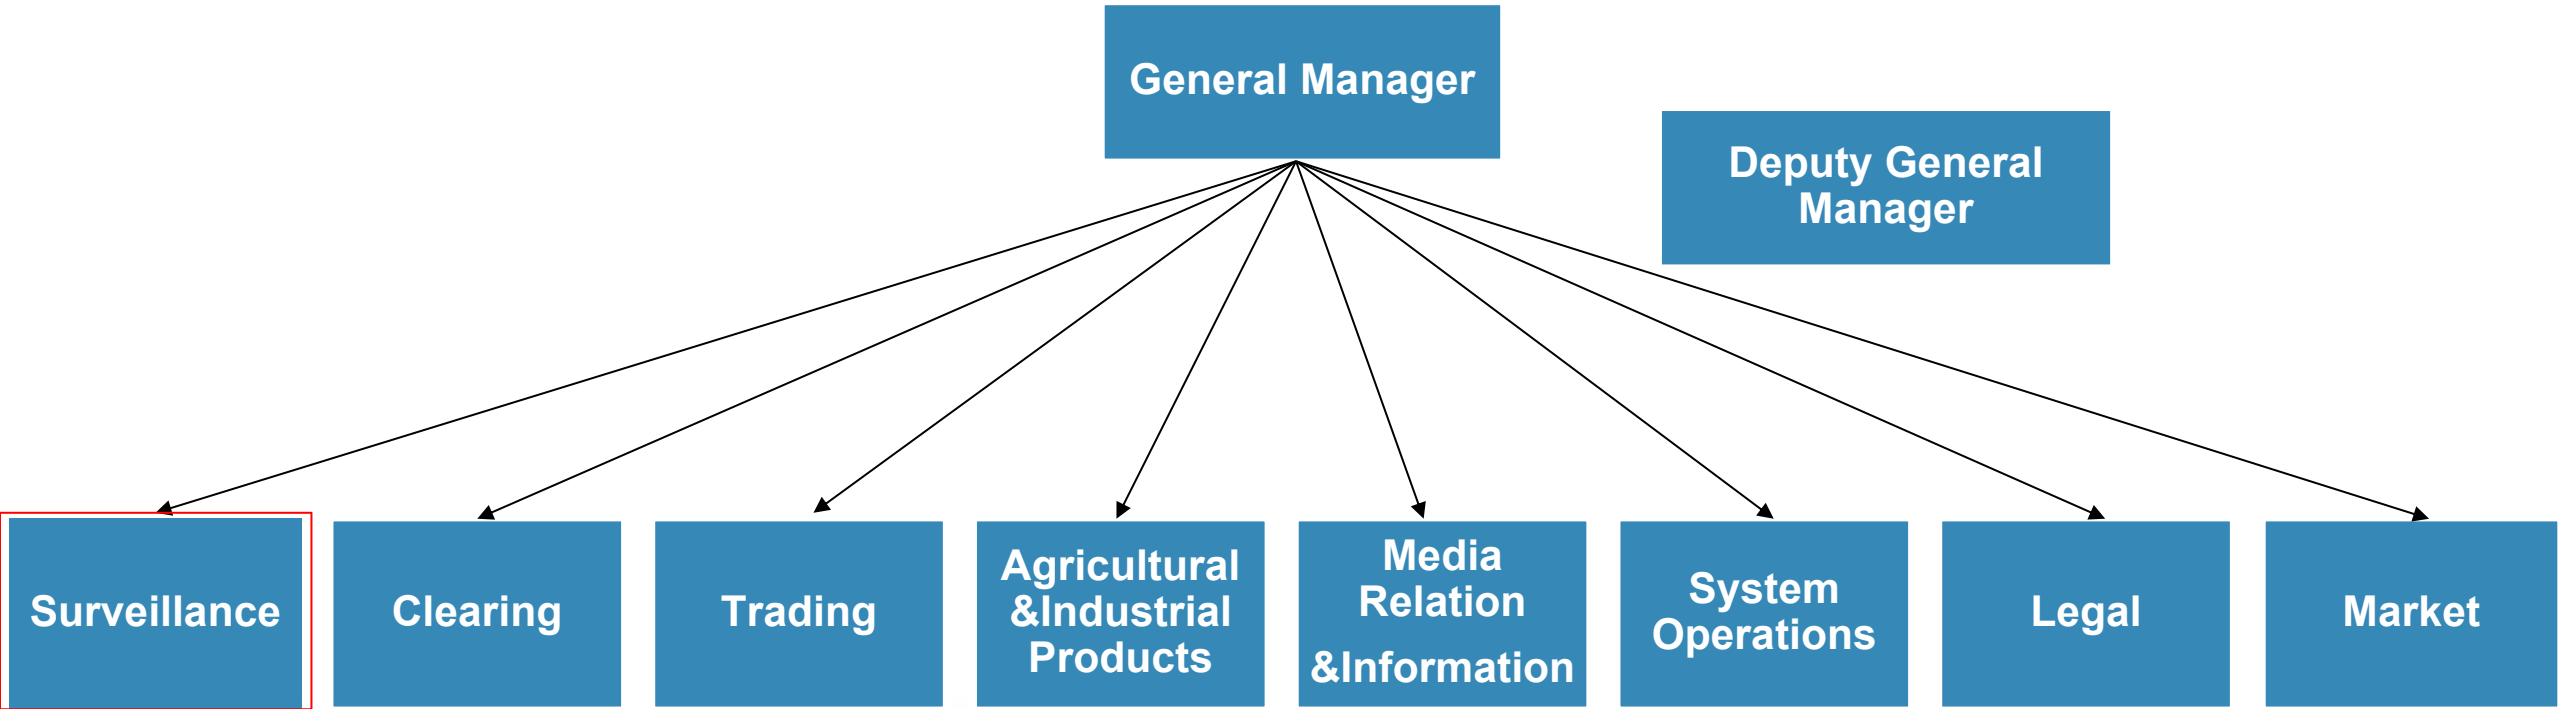 General Manager
Deputy General
Manager
Surveillance
Clearing
Trading
Agricultural
&Industrial
Products
Media
Relation
&Information
System
Operations
Legal
Market